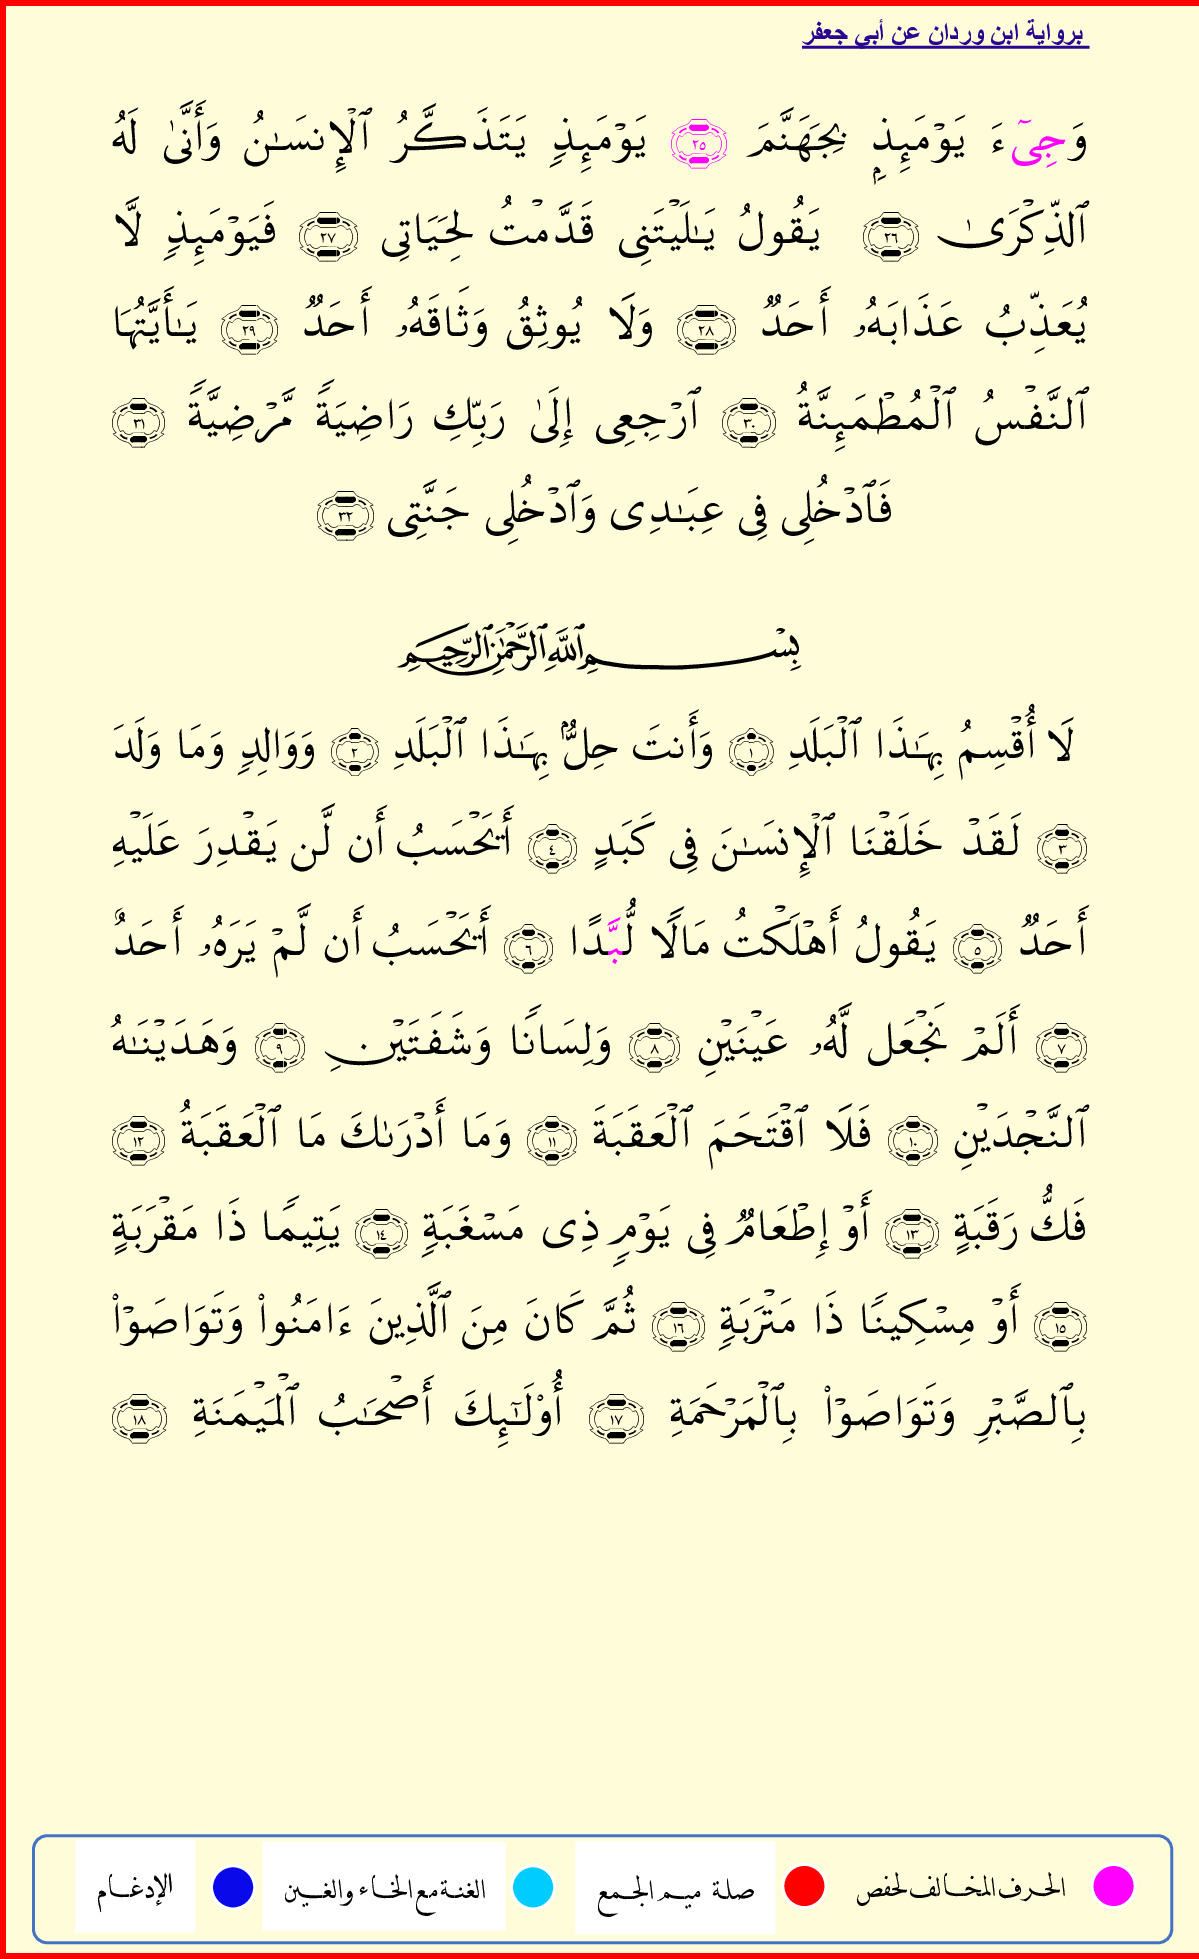 برواية ابن وردان عن أبي جعفر
وَجِيٓءَ يَوْمَئِذِۭ بِجَهَنَّمَ ٢٥ يَوْمَئِذٖ يَتَذَكَّرُ ٱلْإِنسَٰنُ وَأَنَّىٰ لَهُ
ٱلذِّكْرَىٰ ٢٦ يَقُولُ يَٰلَيْتَنِى قَدَّمْتُ لِحَيَاتِى ٢٧ فَيَوْمَئِذٖ لَّا
يُعَذِّبُ عَذَابَهُۥ أَحَدٞ ٢٨ وَلَا يُوثِقُ وَثَاقَهُۥ أَحَدٞ ٢٩ يَٰأَيَّتُهَا
ٱلنَّفْسُ ٱلْمُطْمَئِنَّةُ ٣٠ ٱرْجِعِى إِلَىٰ رَبِّكِ رَاضِيَةٗ مَّرْضِيَّةٗ ٣١
فَٱدْخُلِى فِى عِبَٰدِى وَٱدْخُلِى جَنَّتِى ٣٢
بِسْمِ ٱللَّهِ ٱلرَّحْمَٰنِ ٱلرَّحِيمِ
لَا أُقْسِمُ بِهَٰذَا ٱلْبَلَدِ ١ وَأَنتَ حِلُّۢ بِهَٰذَا ٱلْبَلَدِ ٢ وَوَالِدٖ وَمَا وَلَدَ
٣ لَقَدْ خَلَقْنَا ٱلْإِنسَٰنَ فِى كَبَدٍ ٤ أَيَحْسَبُ أَن لَّن يَقْدِرَ عَلَيْهِ
أَحَدٞ ٥ يَقُولُ أَهْلَكْتُ مَالٗا لُّبَّدًا ٦ أَيَحْسَبُ أَن لَّمْ يَرَهُۥ أَحَدٌ
٧ أَلَمْ نَجْعَل لَّهُۥ عَيْنَيْنِ ٨ وَلِسَانٗا وَشَفَتَيْنِ ٩ وَهَدَيْنَٰهُ
ٱلنَّجْدَيْنِ ١٠ فَلَا ٱقْتَحَمَ ٱلْعَقَبَةَ ١١ وَمَا أَدْرَىٰكَ مَا ٱلْعَقَبَةُ ١٢
فَكُّ رَقَبَةٍ ١٣ أَوْ إِطْعَامٞ فِى يَوْمٖ ذِى مَسْغَبَةٖ ١٤ يَتِيمٗا ذَا مَقْرَبَةٍ
١٥ أَوْ مِسْكِينٗا ذَا مَتْرَبَةٖ ١٦ ثُمَّ كَانَ مِنَ ٱلَّذِينَ ءَامَنُوا۟ وَتَوَاصَوْا۟
بِٱلصَّبْرِ وَتَوَاصَوْا۟ بِٱلْمَرْحَمَةِ ١٧ أُو۟لَٰٓئِكَ أَصْحَٰبُ ٱلْمَيْمَنَةِ ١٨
الحرف المخالف لحفص صلة ميم الجمع الغنة مع الخاء والغين الإدغام